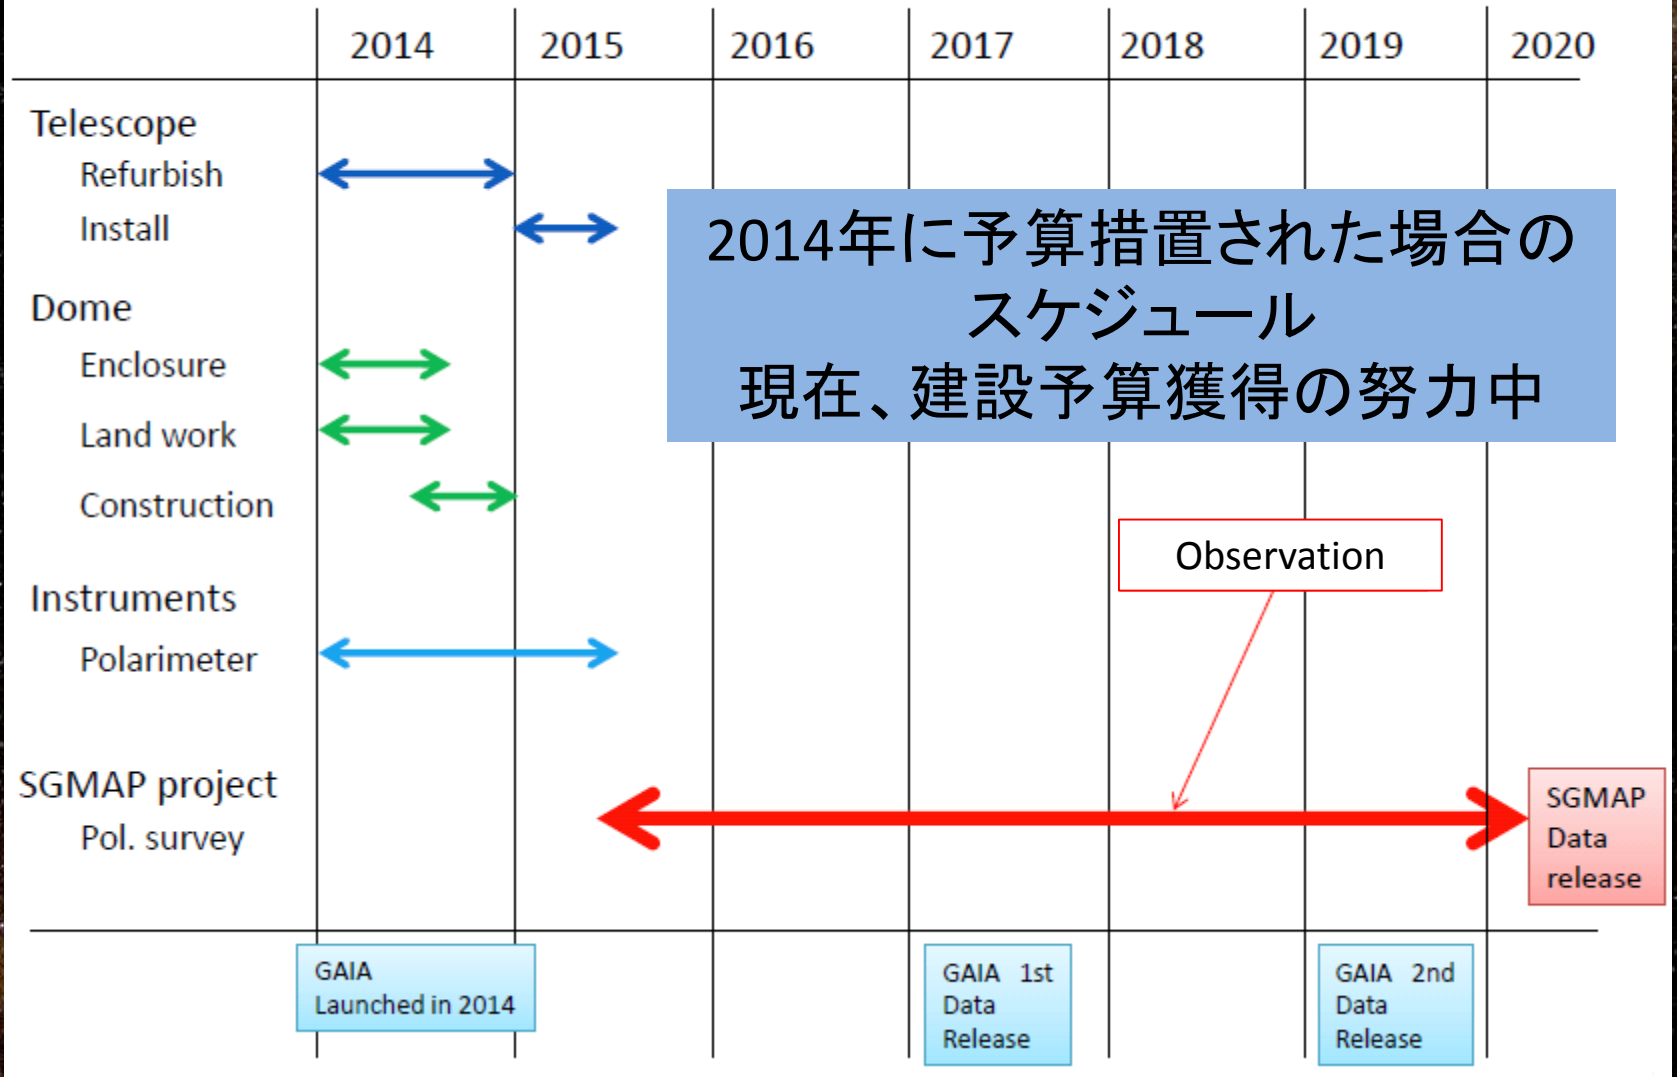 2014 2015 2016 2017 2018 2019 2020
Telescope
Refurbish
Install
2014年に予算措置された場合の
スケジュール
現在、建設予算獲得の努力中
Dome
Enclosure
Land work
Construction
Observation
Instruments
Polarimeter
SGMAP project
Pol. survey
SGMAP
Data
release
GAIA
Launched in 2014
GAIA 1st
Data
Release
GAIA 2nd
Data
Release